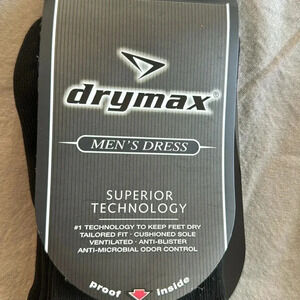 drymax®
MEN'S DRESS
SUPERIOR
TECHNOLOGY
#1 TECHNOLOGY TO KEEP FEET DRY
TAILORED FIT · CUSHIONED SOLE
VENTILATED · ANTI-BLISTER
ANTI-MICROBIAL ODOR CONTROL
proof inside